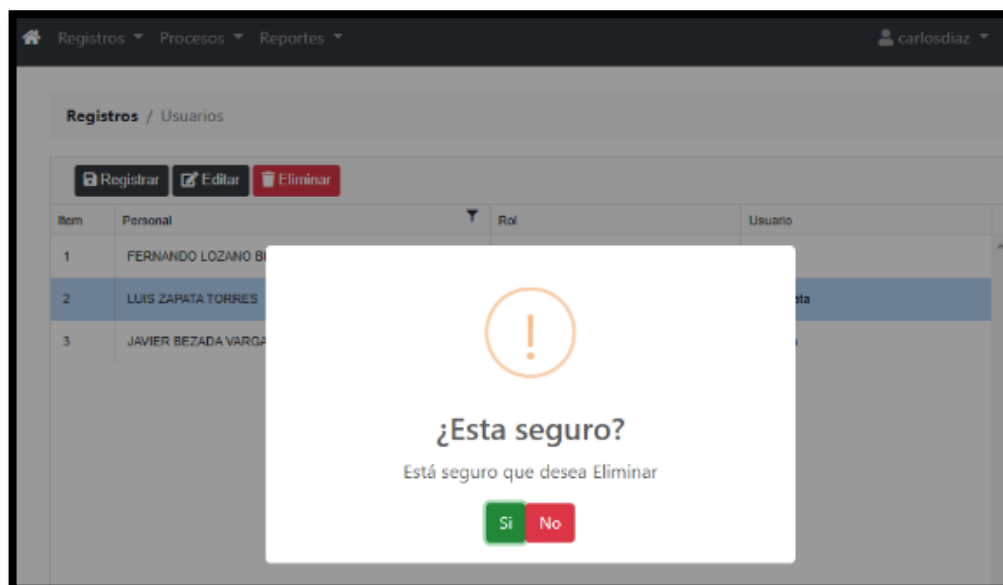 Registros Procesos Reportes carlosdiaz
Registros / Usuarios
Registrar Editar Eliminar
Item Personal Rol Usuario
1 FERNANDO LOZANO
2 LUIS ZAPATA TORRES
3 JAVIER BEZADA
¿Esta seguro?
Está seguro que desea Eliminar
Si No